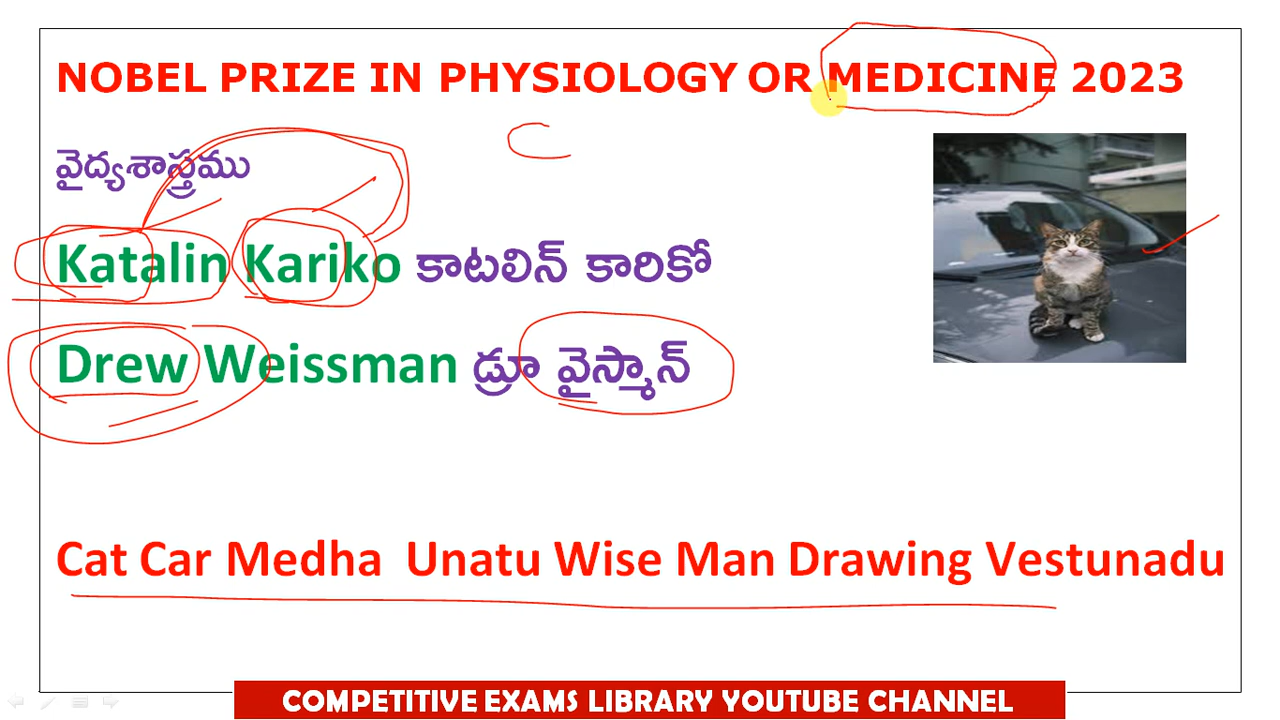 NOBEL PRIZE IN PHYSIOLOGY OR MEDICINE 2023
వైద్యశాస్త్రము
Katalin Kariko కాటలిన్ కారికో
Drew Weissman డ్రూ వైస్మాన్
Cat Car Medha Unatu Wise Man Drawing Vestunadu
COMPETITIVE EXAMS LIBRARY YOUTUBE CHANNEL